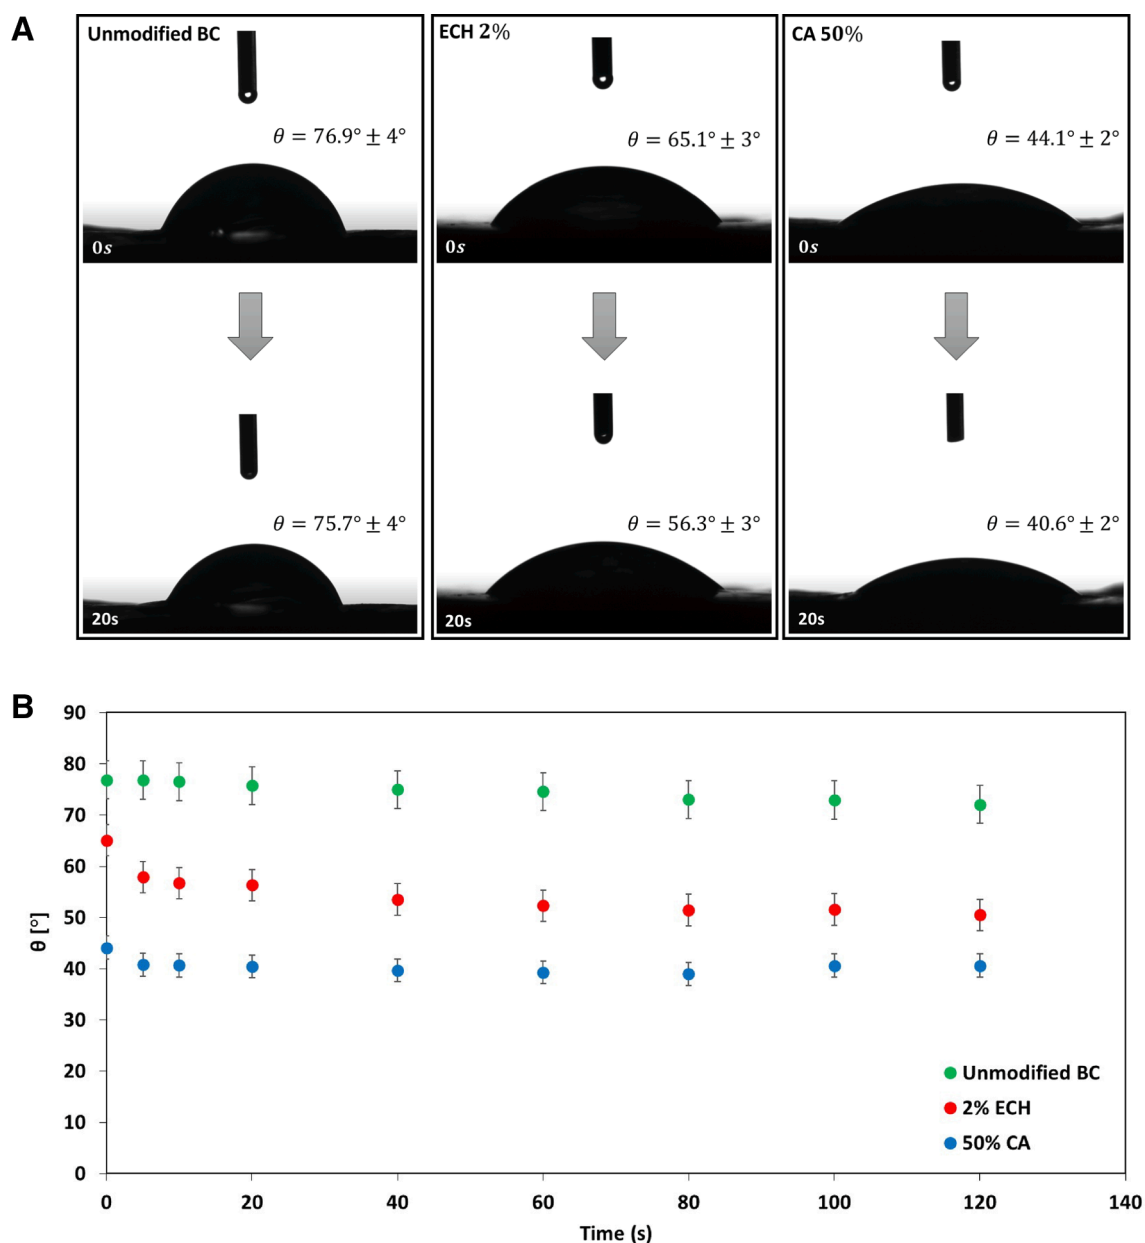 A
Unmodified BC
θ = 76.9° ± 4°
0s
ECH 2%
θ = 65.1° ± 3°
0s
CA 50%
θ = 44.1° ± 2°
0s
θ = 75.7° ± 4°
20s
θ = 56.3° ± 3°
20s
θ = 40.6° ± 2°
20s
B
90
80
70
60
50
40
30
20
10
0
θ [°]
0 20 40 60 80 100 120 140
Time (s)
Unmodified BC
2% ECH
50% CA